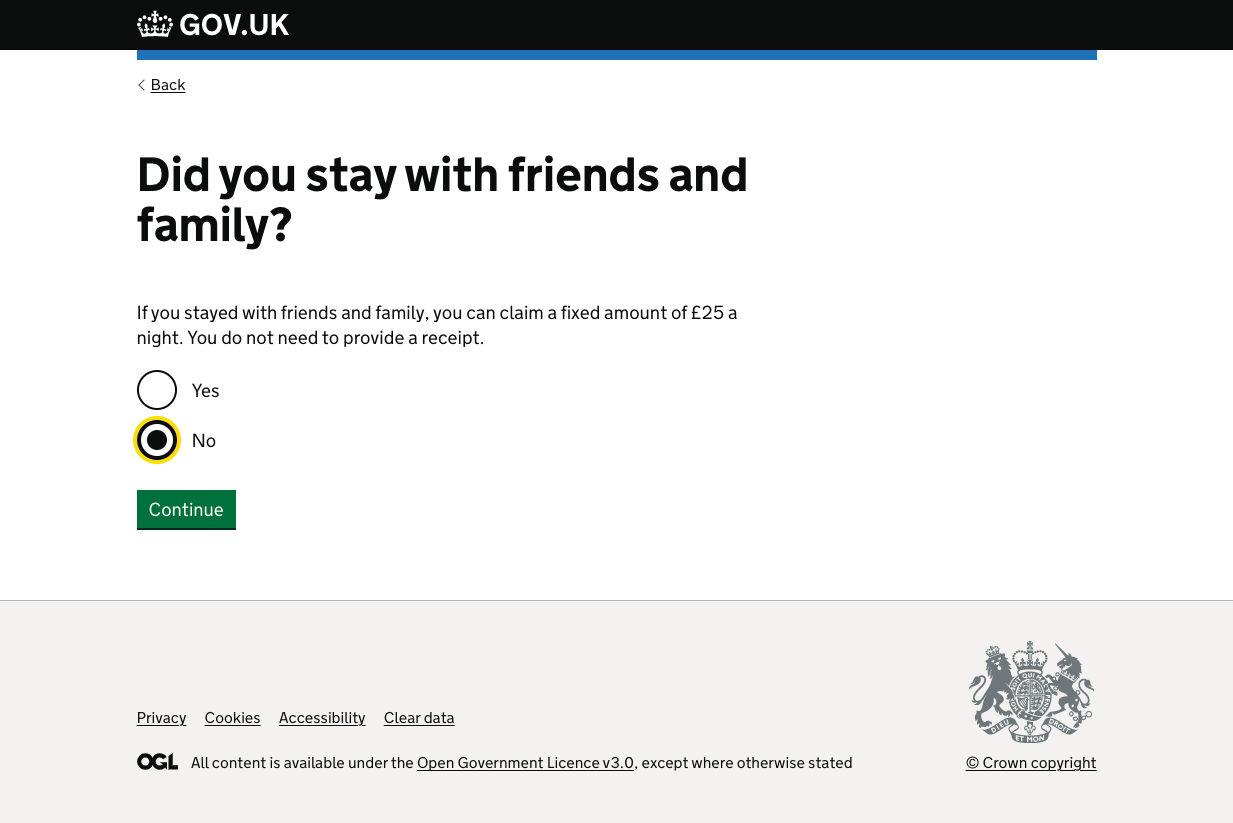 GOV.UK
Back
Did you stay with friends and
family?
If you stayed with friends and family, you can claim a fixed amount of £25 a
night. You do not need to provide a receipt.
Yes
No
Continue
Privacy Cookies Accessibility Clear data
OGL All content is available under the Open Government Licence v3.0, except where otherwise stated
DIEU ET MON DROIT
© Crown copyright